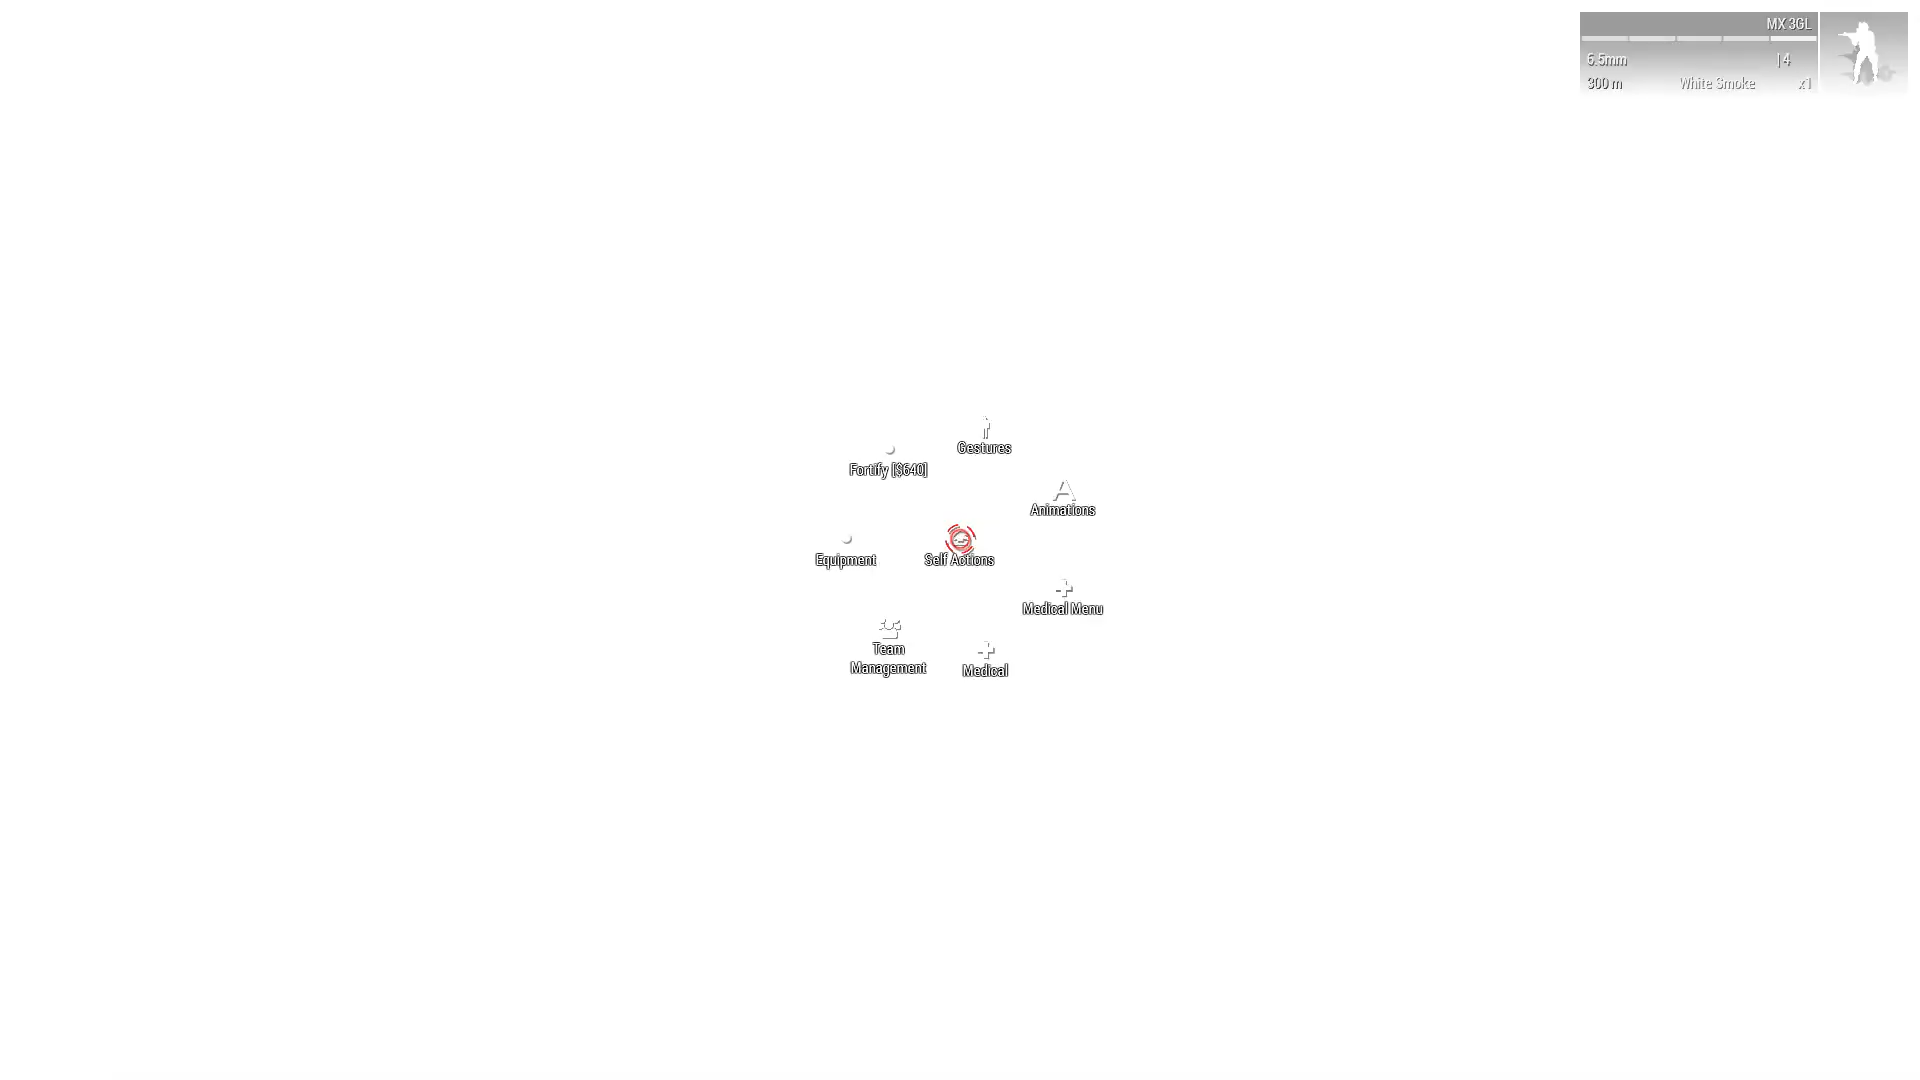 MX 3GL
6.5mm | 4
300 m White Smoke x1
Gestures
Fortify [$640]
Animations
Equipment
Self Actions
Medical Menu
Team
Management
Medical